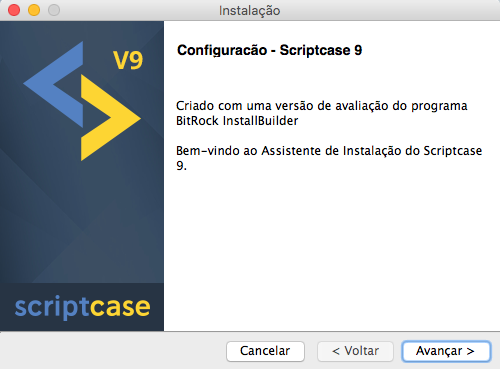 Instalação
V9
Configuracão - Scriptcase 9
Criado com uma versão de avaliação do programa
BitRock InstallBuilder
Bem-vindo ao Assistente de Instalação do Scriptcase
9.
scriptcase
Cancelar
< Voltar
Avançar >